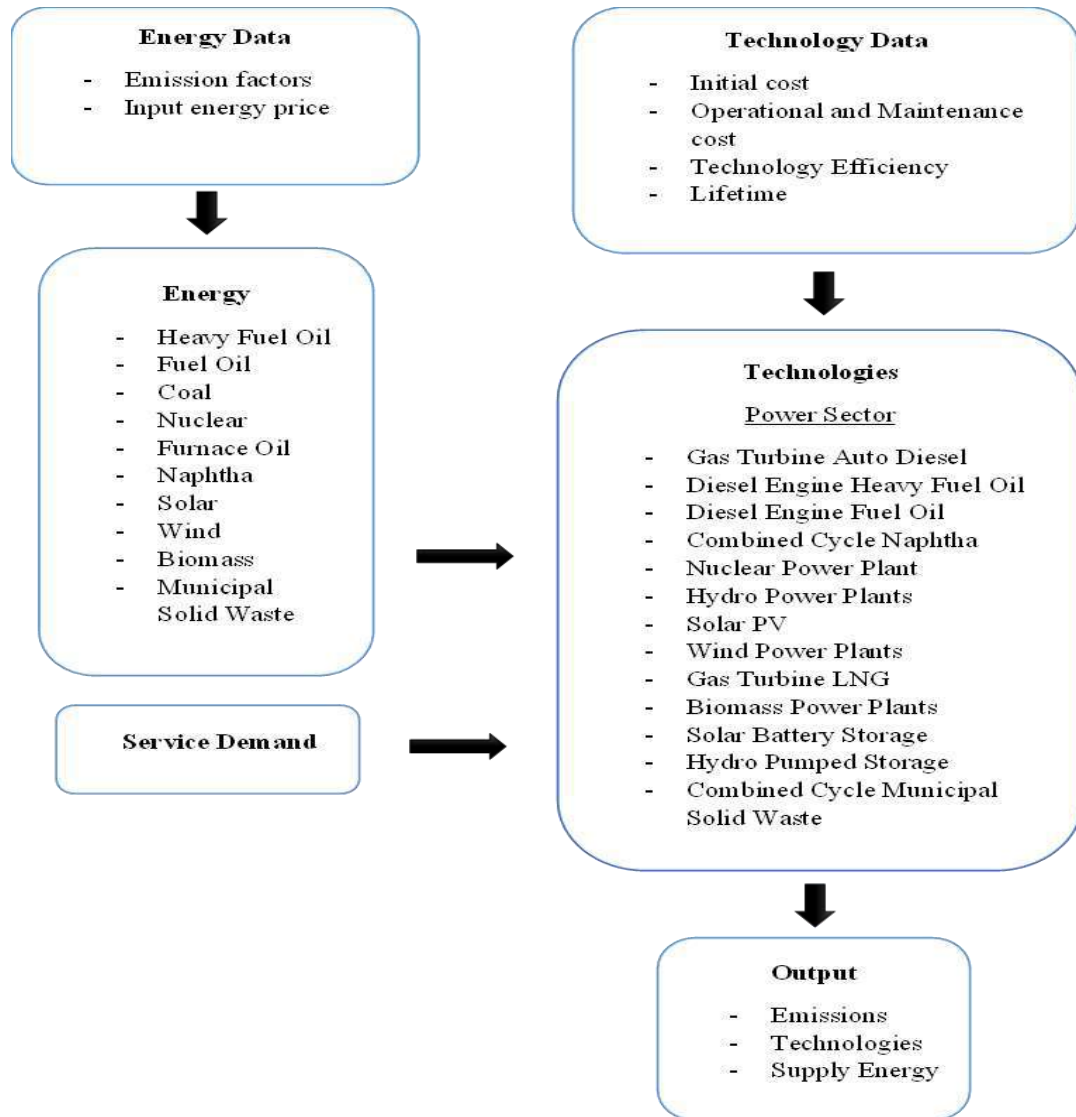 Energy Data
- Emission factors
- Input energy price
Technology Data
- Initial cost
- Operational and Maintenance
cost
- Technology Efficiency
- Lifetime
Energy
- Heavy Fuel Oil
- Fuel Oil
- Coal
- Nuclear
- Furnace Oil
- Naphtha
- Solar
- Wind
- Biomass
- Municipal
Solid Waste
Service Demand
Technologies
Power Sector
- Gas Turbine Auto Diesel
- Diesel Engine Heavy Fuel Oil
- Diesel Engine Fuel Oil
- Combined Cycle Naphtha
- Nuclear Power Plant
- Hydro Power Plants
- Solar PV
- Wind Power Plants
- Gas Turbine LNG
- Biomass Power Plants
- Solar Battery Storage
- Hydro Pumped Storage
- Combined Cycle Municipal
Solid Waste
Output
- Emissions
- Technologies
- Supply Energy